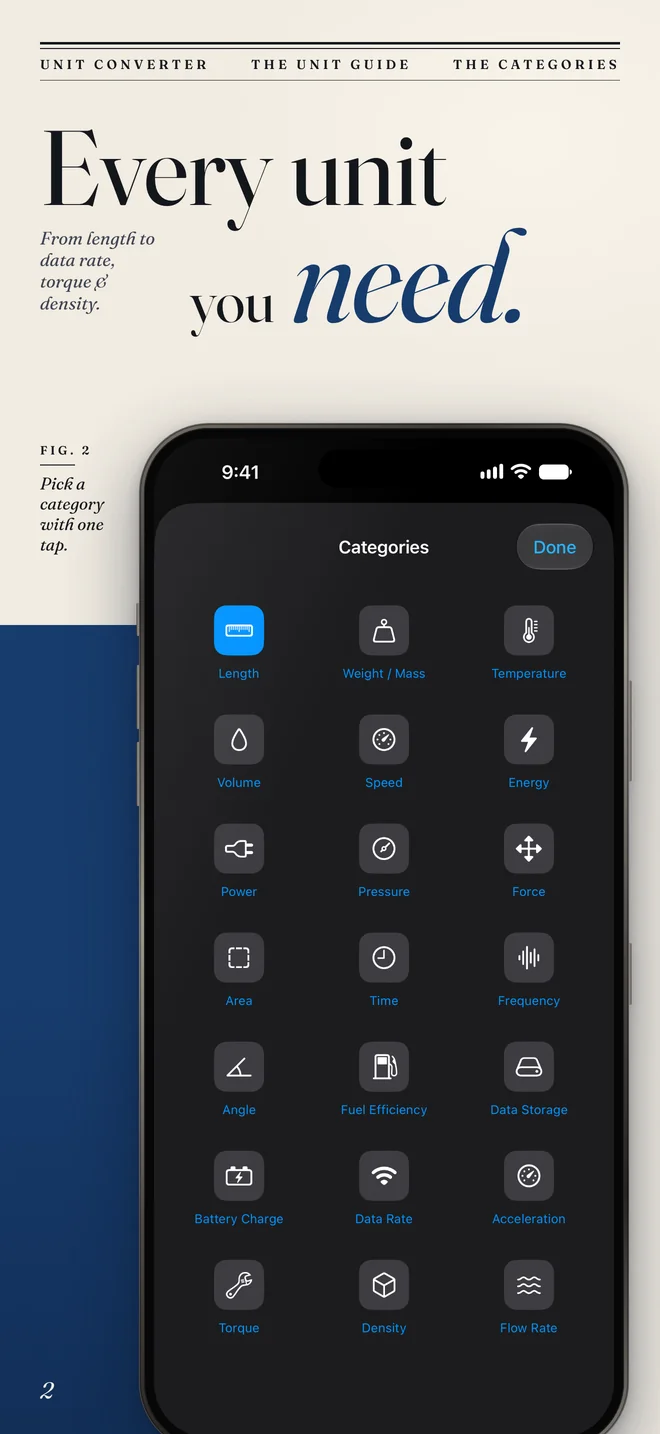 UNIT CONVERTER THE UNIT GUIDE THE CATEGORIES
Every unit
From length to
data rate,
torque &
density.
you need.
FIG. 2
Pick a
category
with one
tap.
9:41
Categories Done
Length Weight / Mass Temperature
Volume Speed Energy
Power Pressure Force
Area Time Frequency
Angle Fuel Efficiency Data Storage
Battery Charge Data Rate Acceleration
Torque Density Flow Rate
2